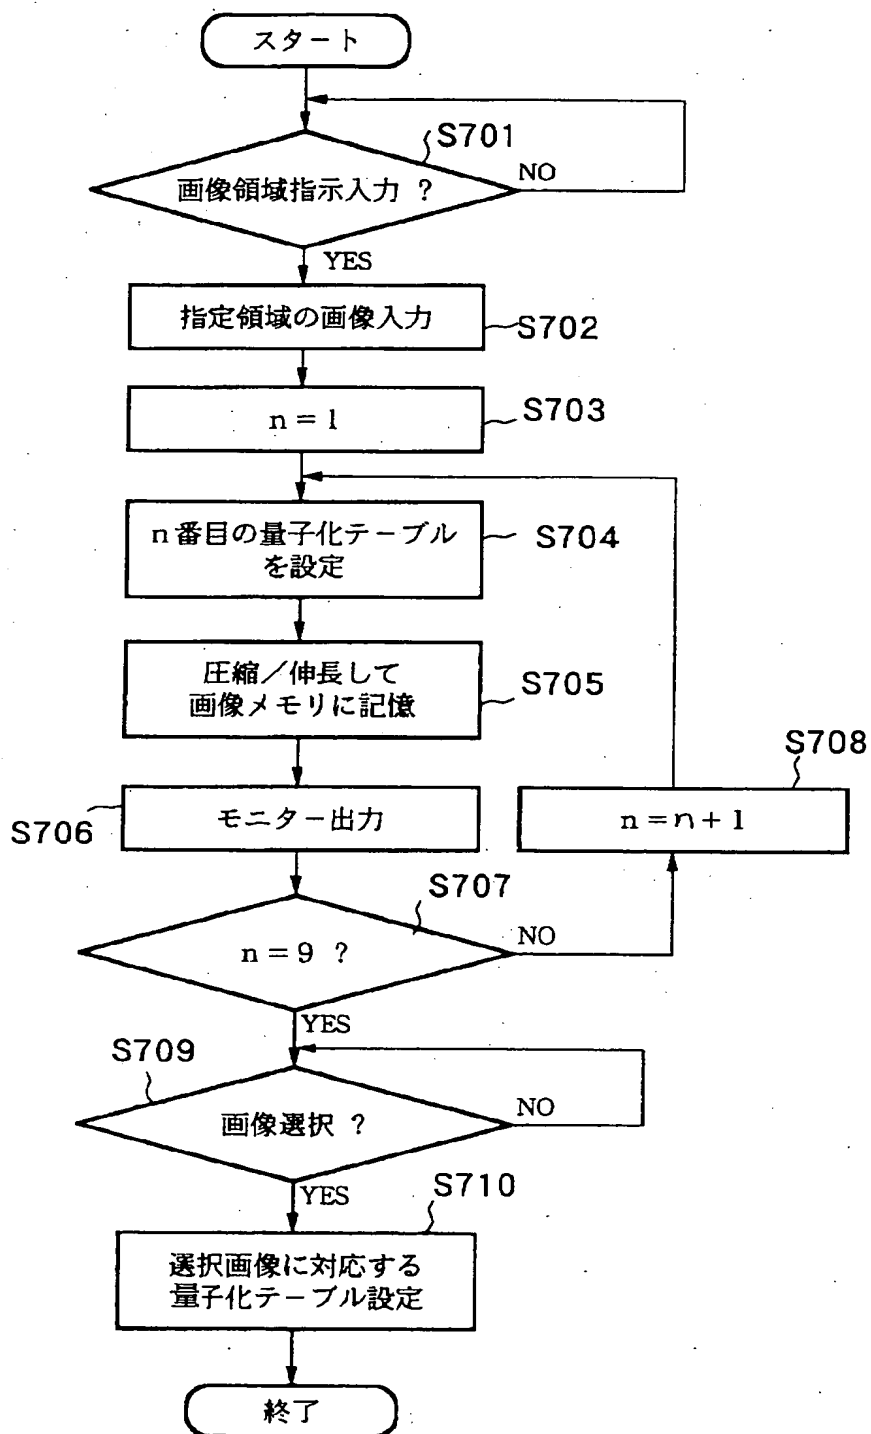 スタート
S701
画像領域指示入力 ?
NO
YES
指定領域の画像入力
S702
n = 1
S703
n番目の量子化テーブル
を設定
S704
圧縮/伸長して
画像メモリに記憶
S705
S708
モニター出力
S706
n = n + 1
S707
n = 9 ?
NO
YES
S709
画像選択 ?
NO
YES
S710
選択画像に対応する
量子化テーブル設定
終了